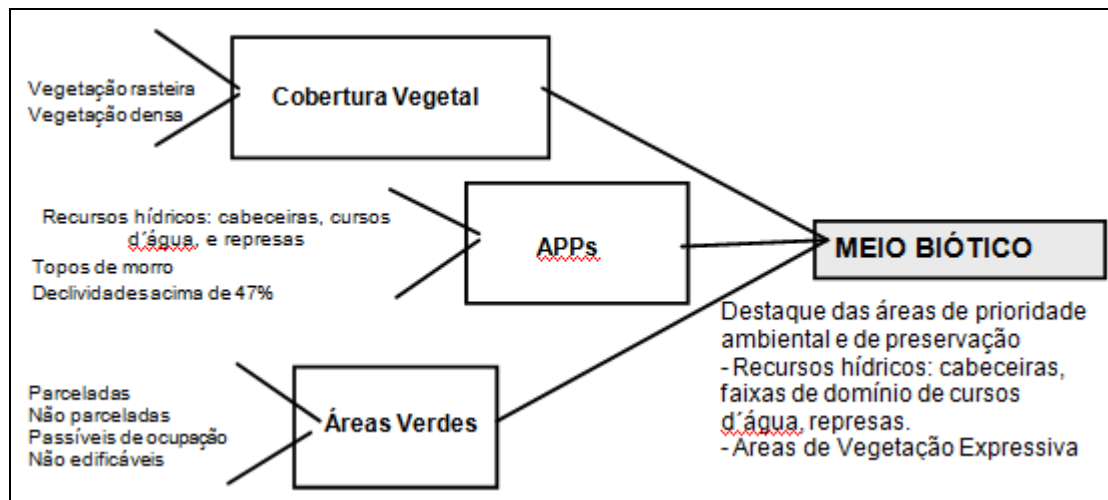 Vegetação rasteira
Vegetação densa
Cobertura Vegetal
Recursos hídricos: cabeceiras, cursos
d´água, e represas
Topos de morro
Declividades acima de 47%
APPs
Parceladas
Não parceladas
Passíveis de ocupação
Não edificáveis
Áreas Verdes
MEIO BIÓTICO
Destaque das áreas de prioridade
ambiental e de preservação
- Recursos hídricos: cabeceiras,
faixas de domínio de cursos
d´água, represas.
- Areas de Vegetação Expressiva